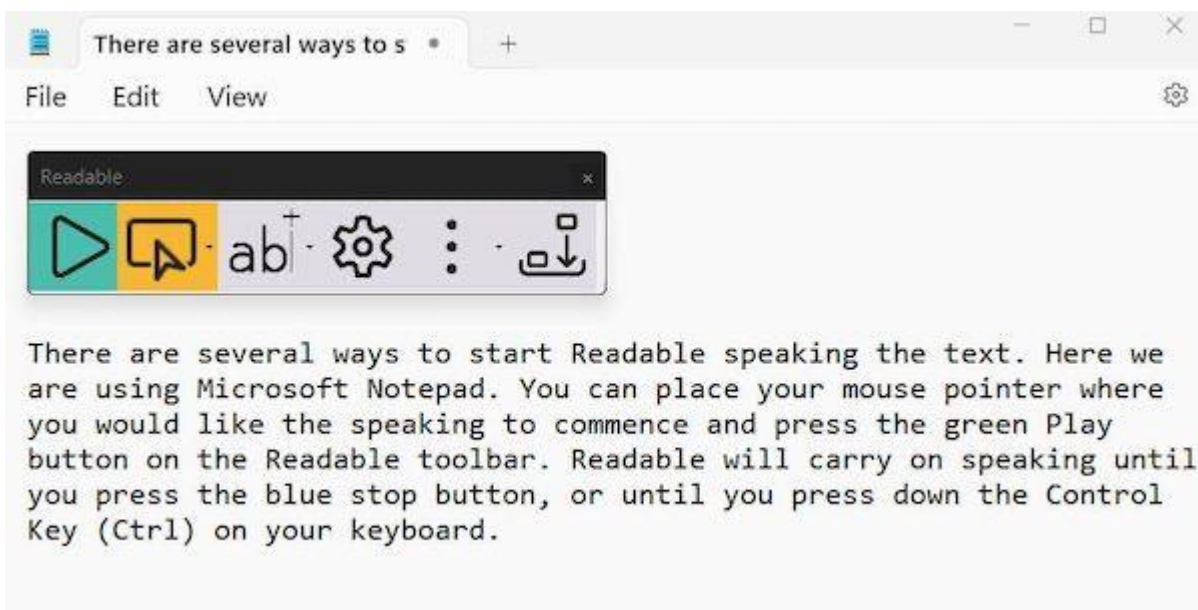 There are several ways to s
File Edit View
Readable
ab
There are several ways to start Readable speaking the text. Here we
are using Microsoft Notepad. You can place your mouse pointer where
you would like the speaking to commence and press the green Play
button on the Readable toolbar. Readable will carry on speaking until
you press the blue stop button, or until you press down the Control
Key (Ctrl) on your keyboard.